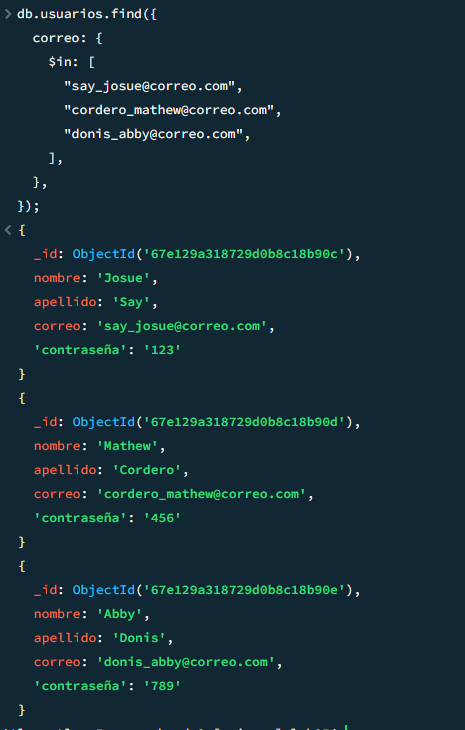 > db.usuarios.find({
correo: {
$in: [
"say_josue@correo.com",
"cordero_mathew@correo.com",
"donis_abby@correo.com",
],
},
});
< {
_id: ObjectId('67e129a318729d0b8c18b90c'),
nombre: 'Josue',
apellido: 'Say',
correo: 'say_josue@correo.com',
'contraseña': '123'
}
{
_id: ObjectId('67e129a318729d0b8c18b90d'),
nombre: 'Mathew',
apellido: 'Cordero',
correo: 'cordero_mathew@correo.com',
'contraseña': '456'
}
{
_id: ObjectId('67e129a318729d0b8c18b90e'),
nombre: 'Abby',
apellido: 'Donis',
correo: 'donis_abby@correo.com',
'contraseña': '789'
}